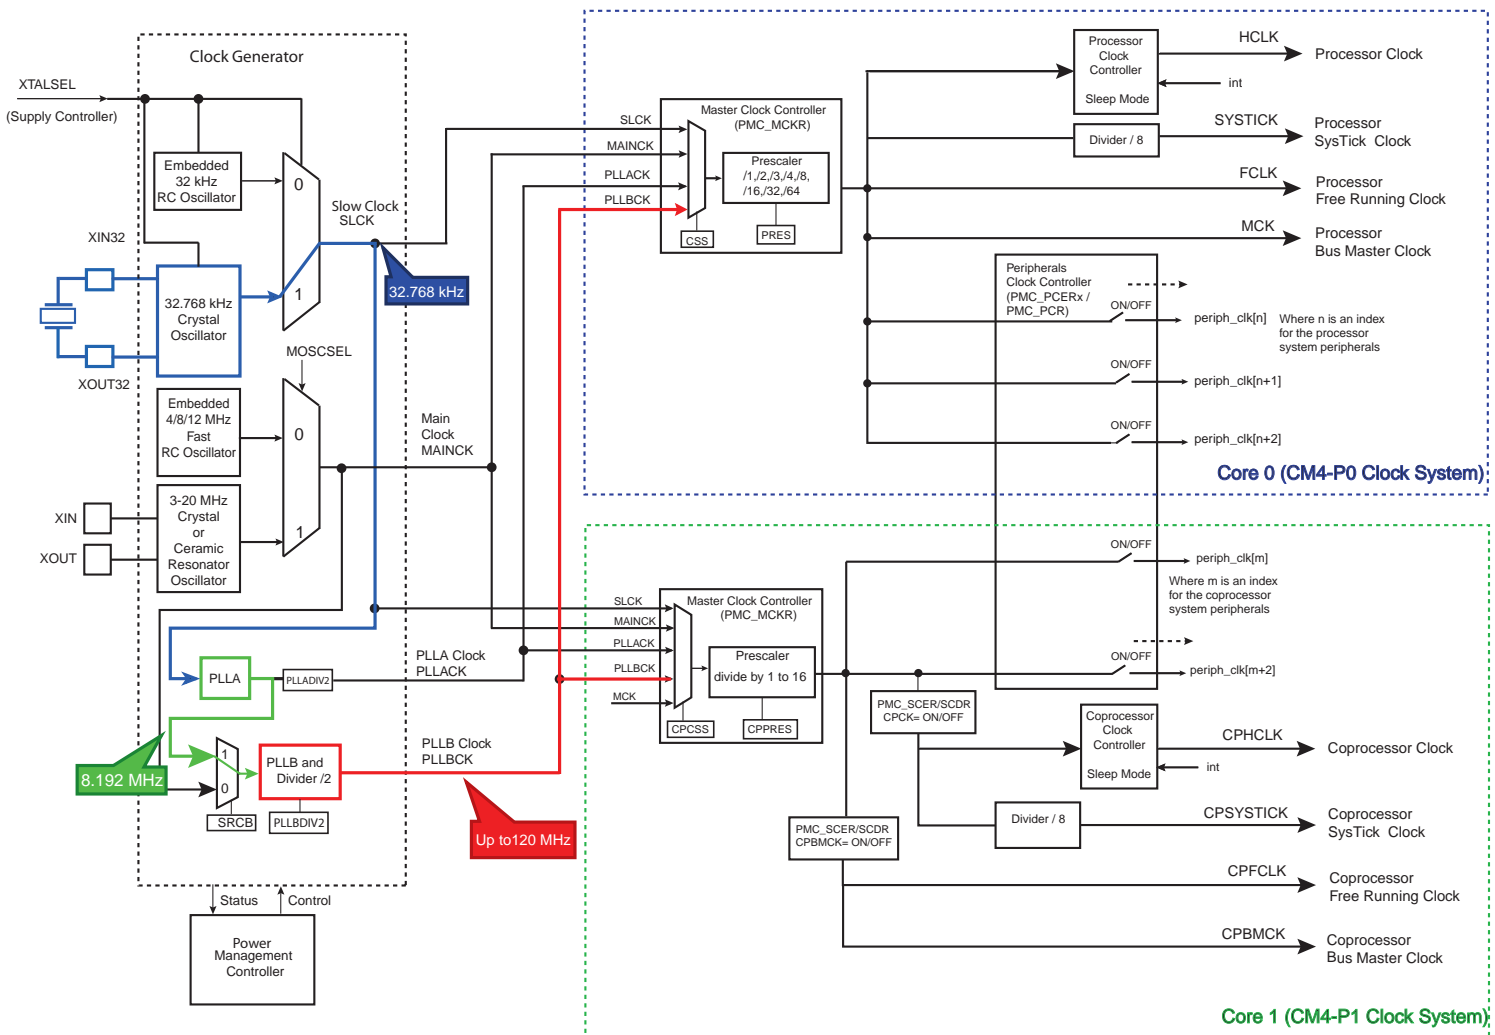 Clock Generator
XTALSEL
(Supply Controller)
Embedded
32 kHz
RC Oscillator
0
1
Slow Clock
SLCK
XIN32
32.768 kHz
Crystal
Oscillator
XOUT32
32.768 kHz
MOSCSEL
Embedded
4/8/12 MHz
Fast
RC Oscillator
0
1
Main
Clock
MAINCK
XIN
XOUT
3-20 MHz
Crystal
or
Ceramic
Resonator
Oscillator
PLLA
PLLADIV2
PLLA Clock
PLLACK
8.192 MHz
1
0
SRCB
PLLB and
Divider /2
PLLBDIV2
PLLB Clock
PLLBCK
Up to120 MHz
Status
Control
Power
Management
Controller
SLCK
MAINCK
PLLACK
PLLBCK
Master Clock Controller
(PMC_MCKR)
Prescaler
/1,/2,/3,/4,/8,
/16,/32,/64
CSS
PRES
Processor
Clock
Controller
Sleep Mode
HCLK
Processor Clock
int
Divider / 8
SYSTICK
Processor
SysTick Clock
FCLK
Processor
Free Running Clock
MCK
Processor
Bus Master Clock
Peripherals
Clock Controller
(PMC_PCERx /
PMC_PCR)
ON/OFF
periph_clk[n]
Where n is an index
for the processor
system peripherals
ON/OFF
periph_clk[n+1]
ON/OFF
periph_clk[n+2]
Core 0 (CM4-P0 Clock System)
SLCK
MAINCK
PLLACK
PLLBCK
MCK
Master Clock Controller
(PMC_MCKR)
Prescaler
divide by 1 to 16
CPCSS
CPPRES
ON/OFF
periph_clk[m]
Where m is an index
for the coprocessor
system peripherals
ON/OFF
periph_clk[m+2]
PMC_SCER/SCDR
CPCK= ON/OFF
Coprocessor
Clock
Controller
Sleep Mode
CPHCLK
Coprocessor Clock
int
Divider / 8
CPSYSTICK
Coprocessor
SysTick Clock
PMC_SCER/SCDR
CPBMCK= ON/OFF
CPFCLK
Coprocessor
Free Running Clock
CPBMCK
Coprocessor
Bus Master Clock
Core 1 (CM4-P1 Clock System)